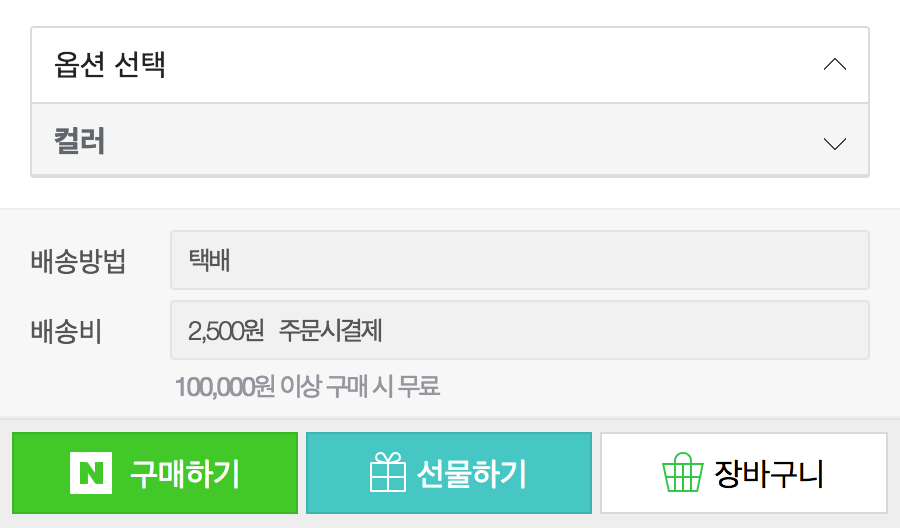 옵션 선택
컬러
배송방법 택배
배송비 2,500원 주문시결제
100,000원 이상 구매 시 무료
N 구매하기 선물하기 장바구니